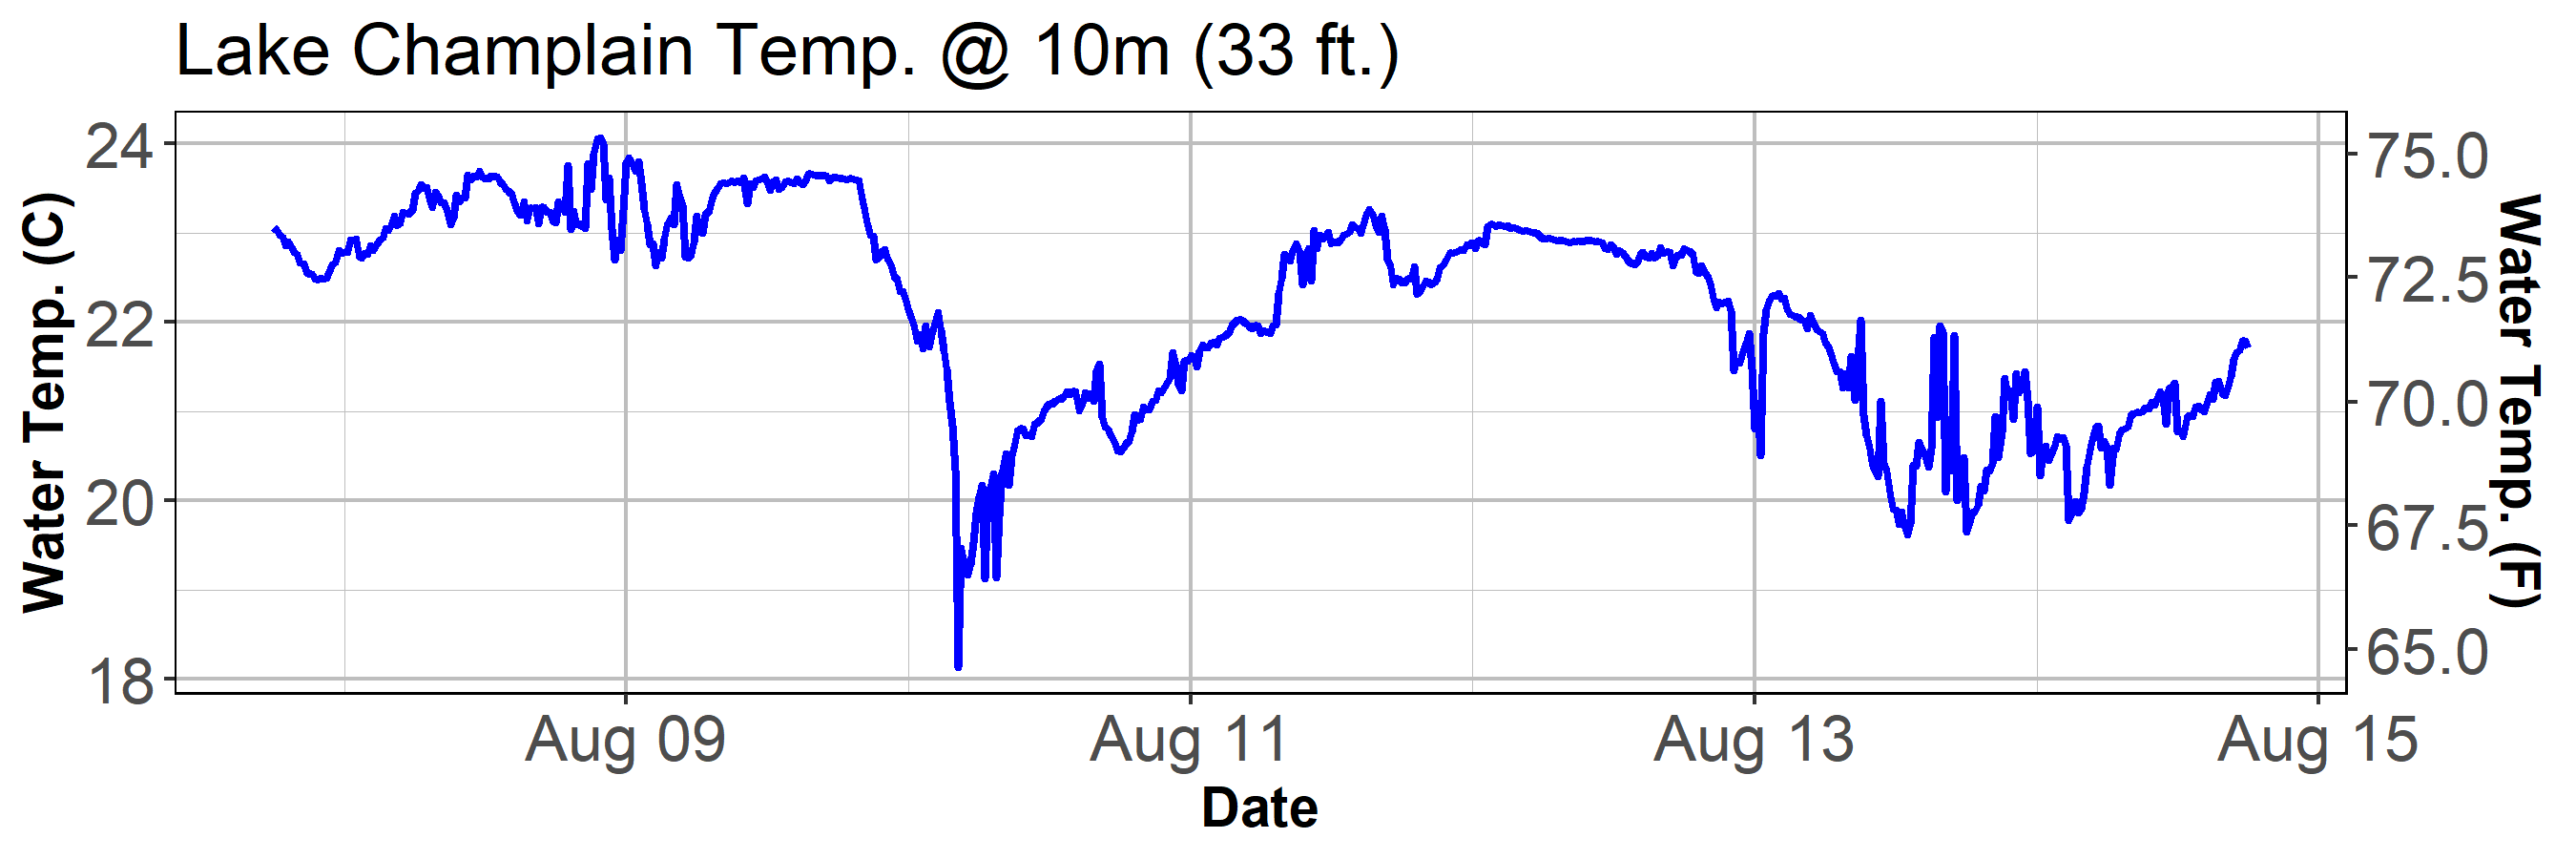 Lake Champlain Temp. @ 10m (33 ft.)
Water Temp. (C)
24
22
20
18
75.0
72.5
70.0
67.5
65.0
Water Temp. (F)
Aug 09 Aug 11 Aug 13 Aug 15
Date